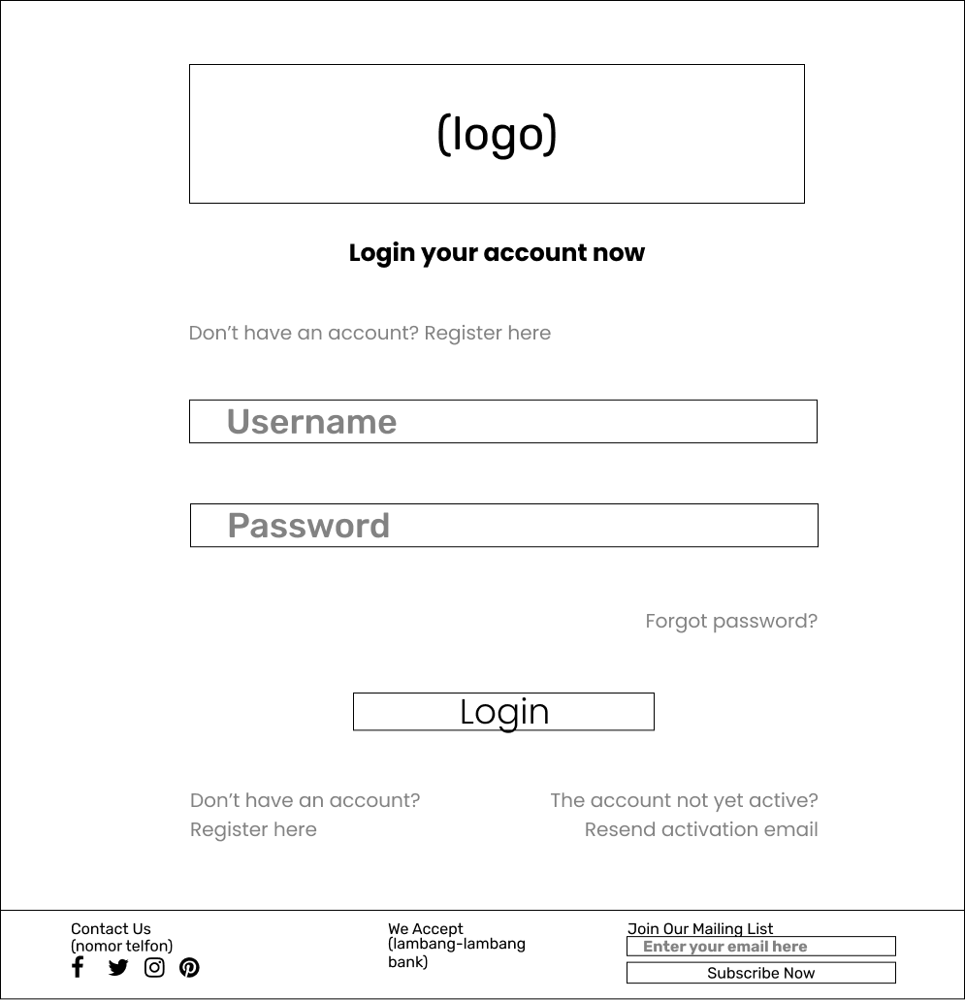 (logo)
Login your account now
Don’t have an account? Register here
Username
Password
Forgot password?
Login
Don’t have an account?
Register here
The account not yet active?
Resend activation email
Contact Us
(nomor telfon)
We Accept
(lambang-lambang
bank)
Join Our Mailing List
Enter your email here
Subscribe Now